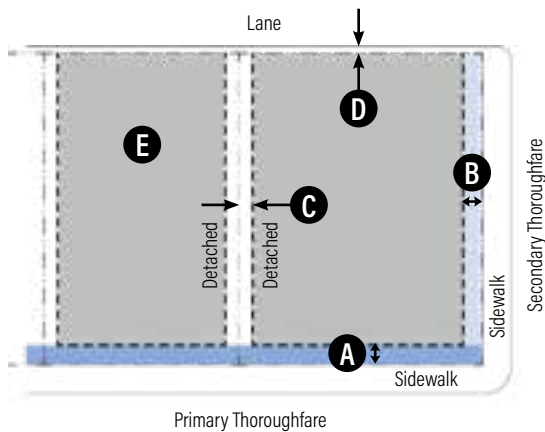 Lane
D
E
B
C
Detached
Detached
Secondary Thoroughfare
Sidewalk
A
Sidewalk
Primary Thoroughfare